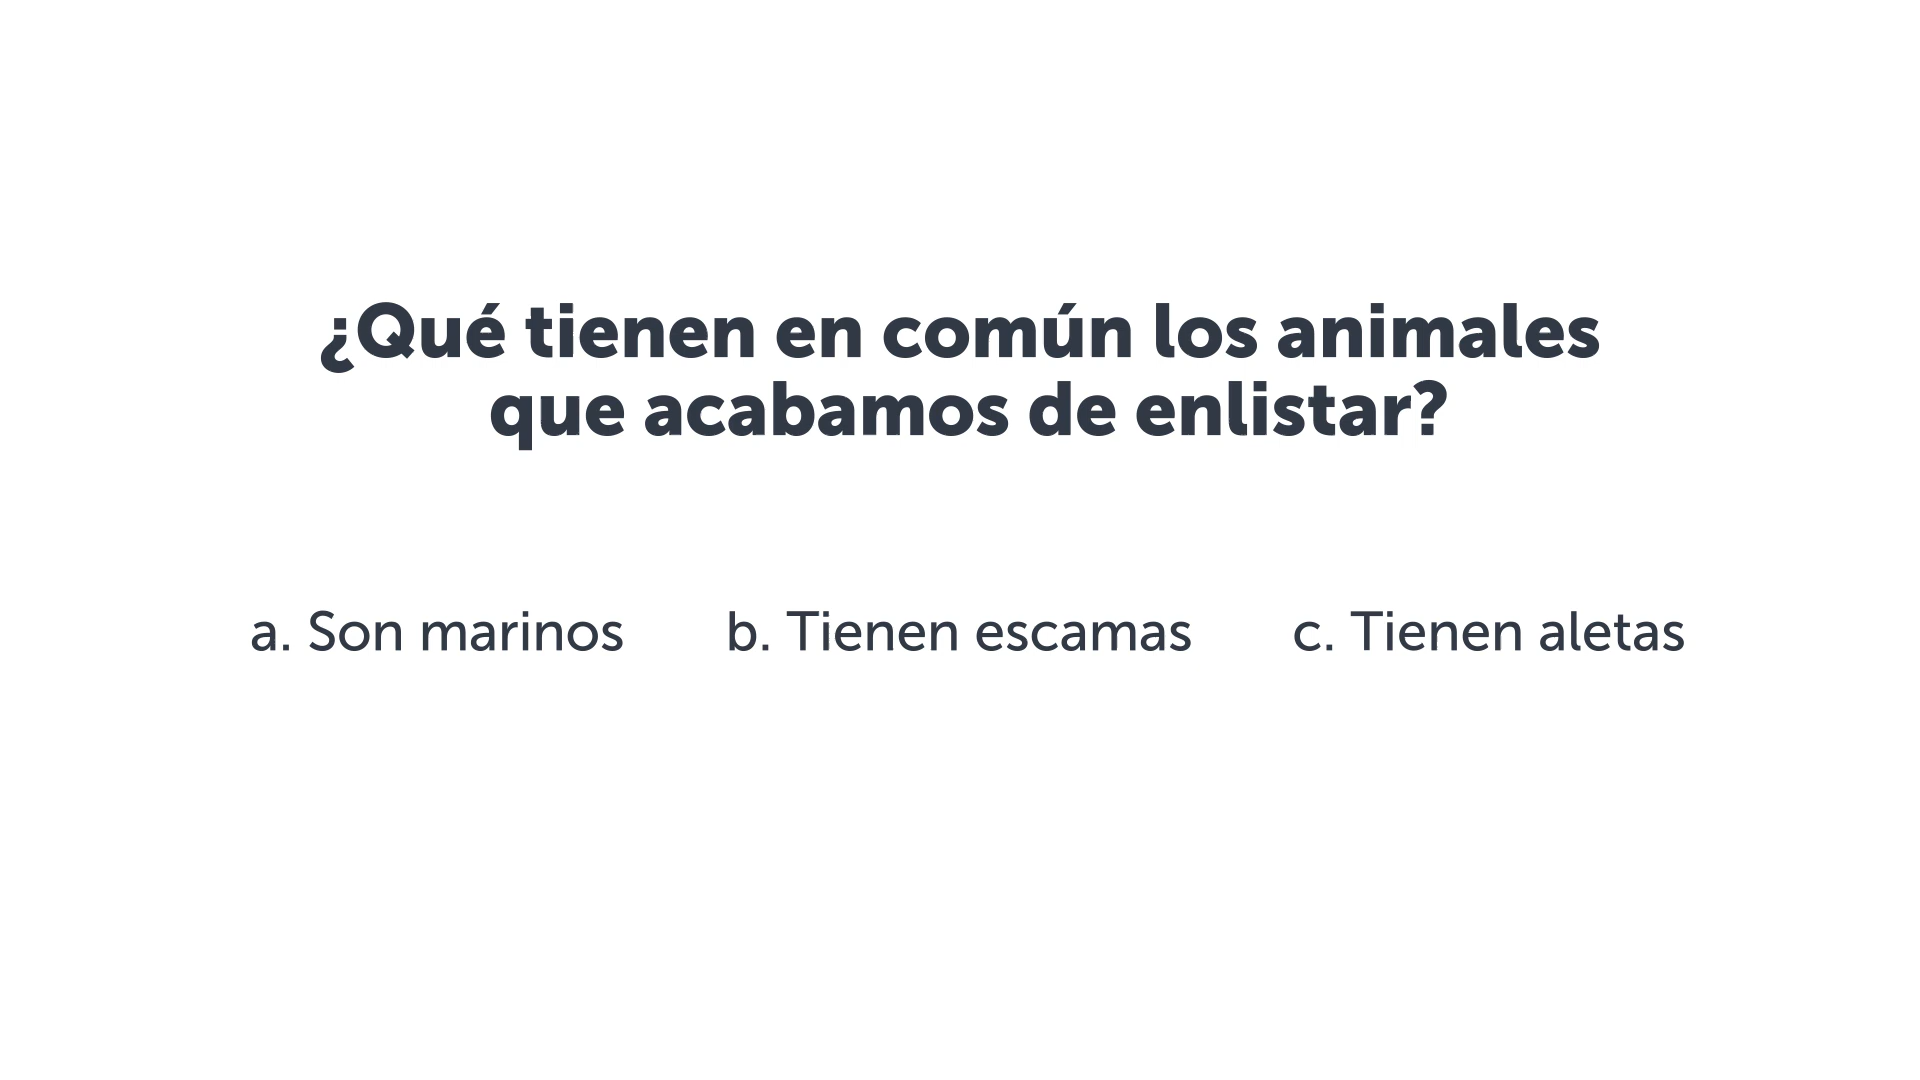 ¿Qué tienen en común los animales
que acabamos de enlistar?
a. Son marinos b. Tienen escamas c. Tienen aletas